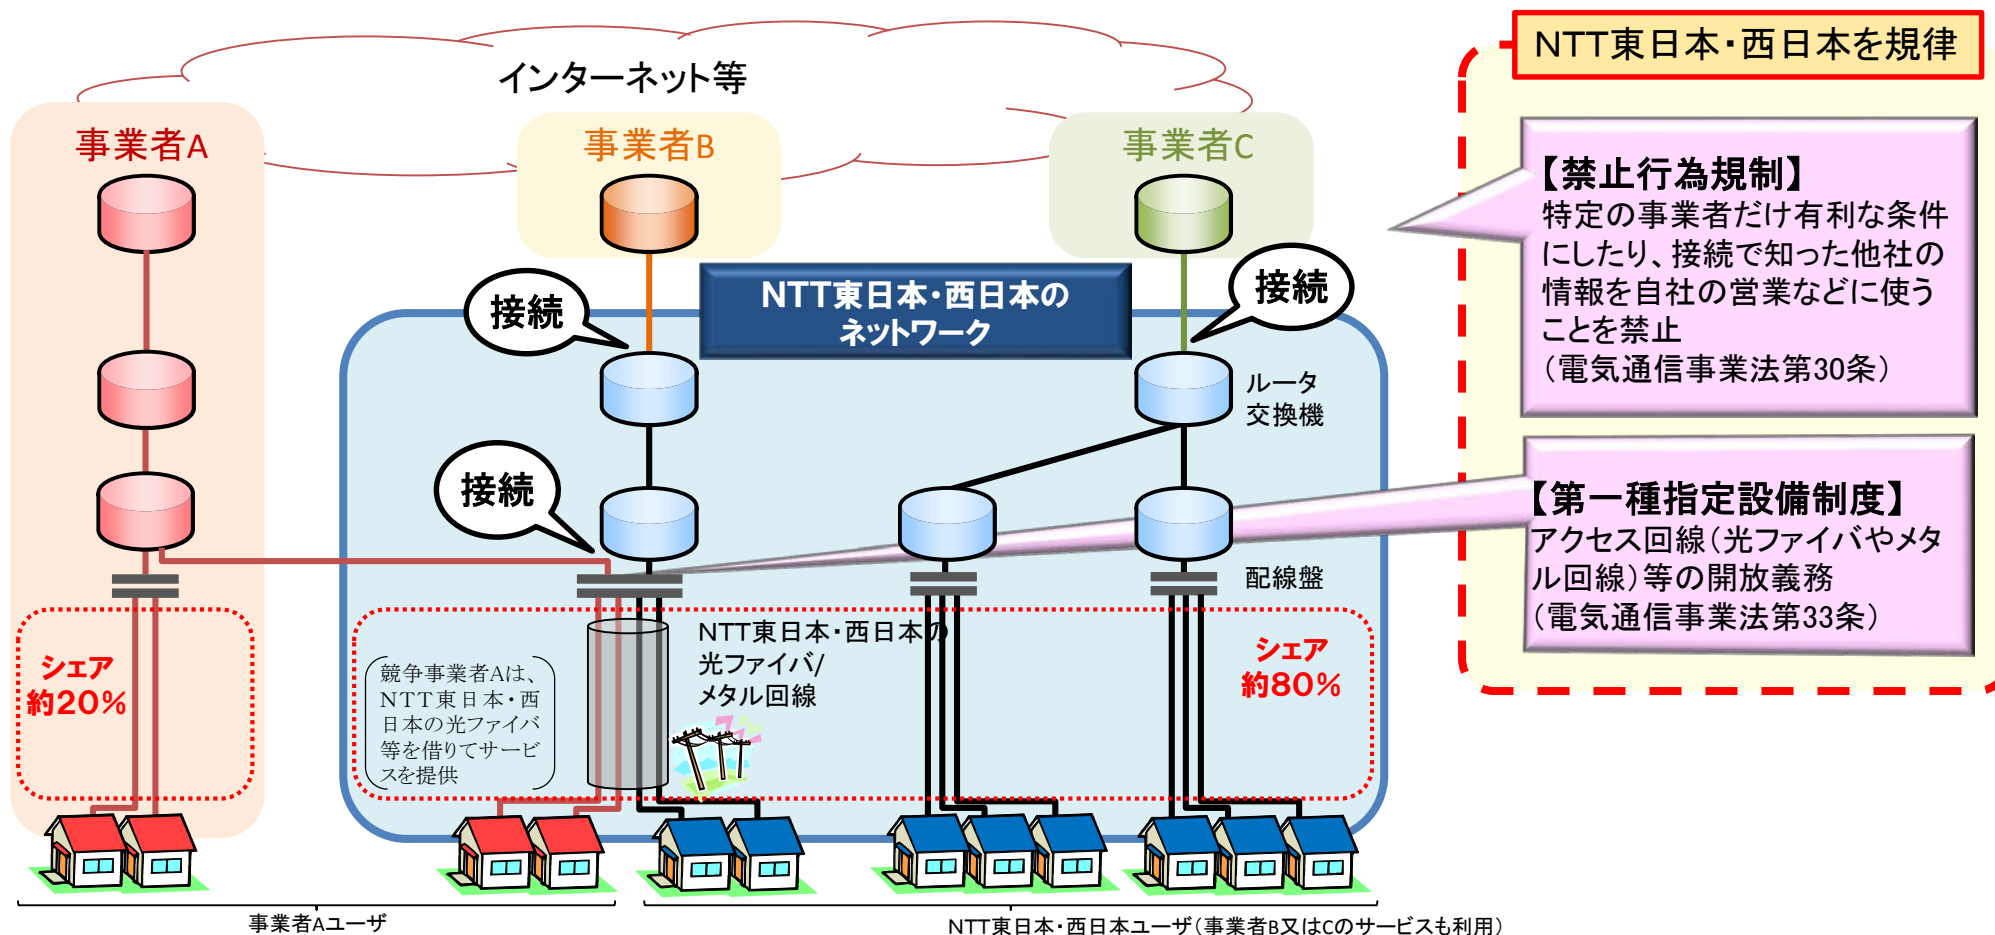 インターネット等
事業者A
事業者B
事業者C
接続
NTT東日本・西日本の
ネットワーク
接続
ルータ
交換機
接続
配線盤
シェア
約20%
競争事業者Aは、
NTT東日本・西
日本の光ファイバ
等を借りてサービ
スを提供
NTT東日本・西日本の
光ファイバ/
メタル回線
シェア
約80%
事業者Aユーザ
NTT東日本・西日本ユーザ(事業者B又はCのサービスも利用)
NTT東日本・西日本を規律
【禁止行為規制】
特定の事業者だけ有利な条件
にしたり、接続で知った他社の
情報を自社の営業などに使う
ことを禁止
(電気通信事業法第30条)
【第一種指定設備制度】
アクセス回線(光ファイバやメタ
ル回線)等の開放義務
(電気通信事業法第33条)